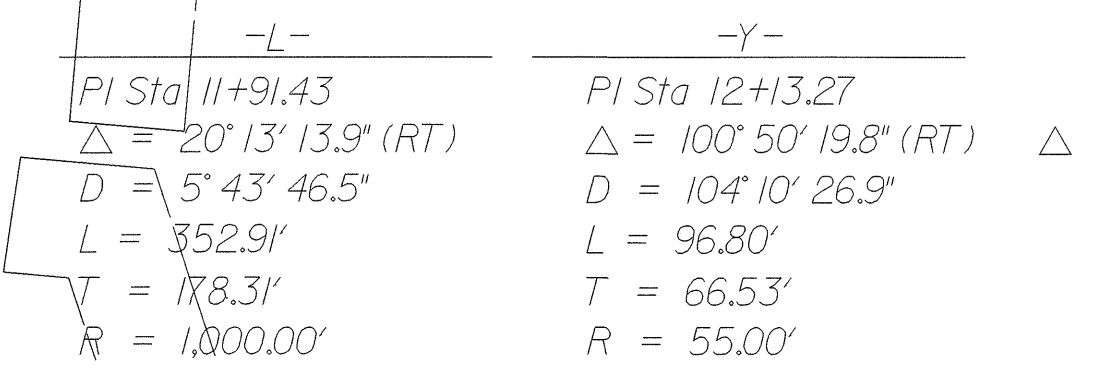 -L-
PI Sta 11+91.43
△ = 20° 13' 13.9" (RT)
D = 5° 43' 46.5"
L = 352.91'
T = 178.31'
R = 1,000.00'
-Y-
PI Sta 12+13.27
△ = 100° 50' 19.8" (RT)
D = 104° 10' 26.9"
L = 96.80'
T = 66.53'
R = 55.00'
△